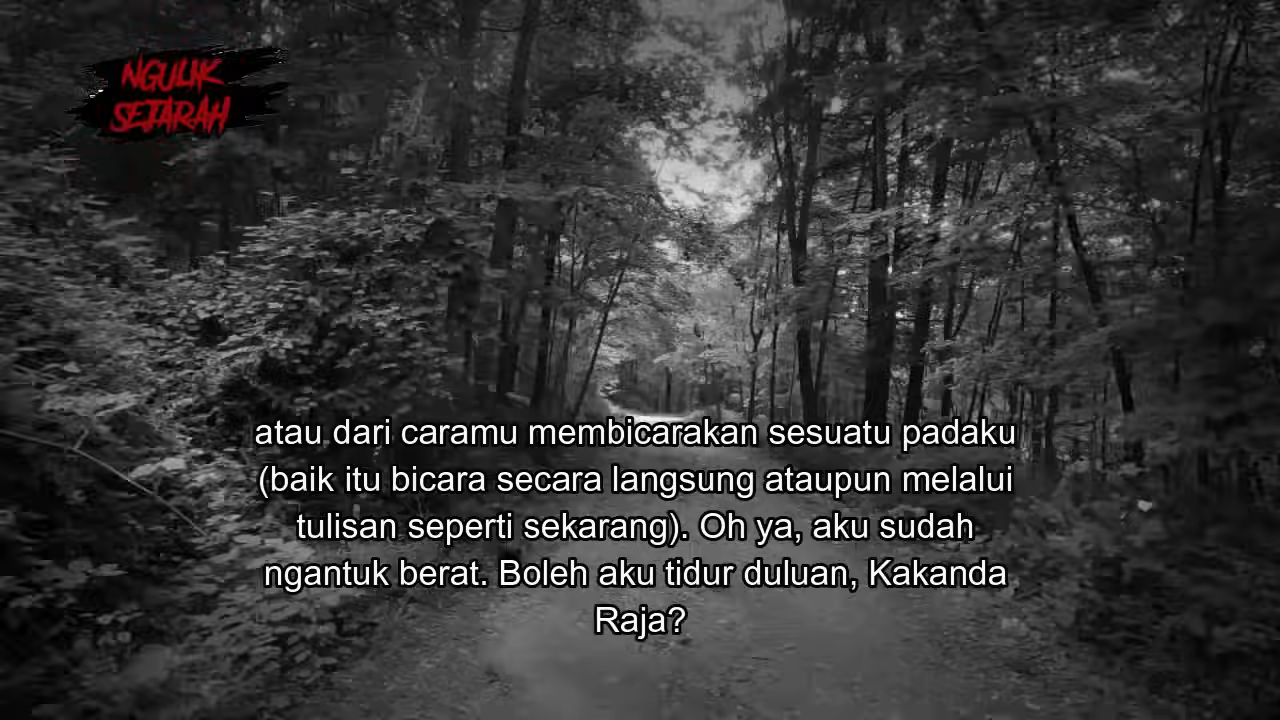 NGULIK
SEJARAH
atau dari caramu membicarakan sesuatu padaku
(baik itu bicara secara langsung ataupun melalui
tulisan seperti sekarang). Oh ya, aku sudah
ngantuk berat. Boleh aku tidur duluan, Kakanda
Raja?